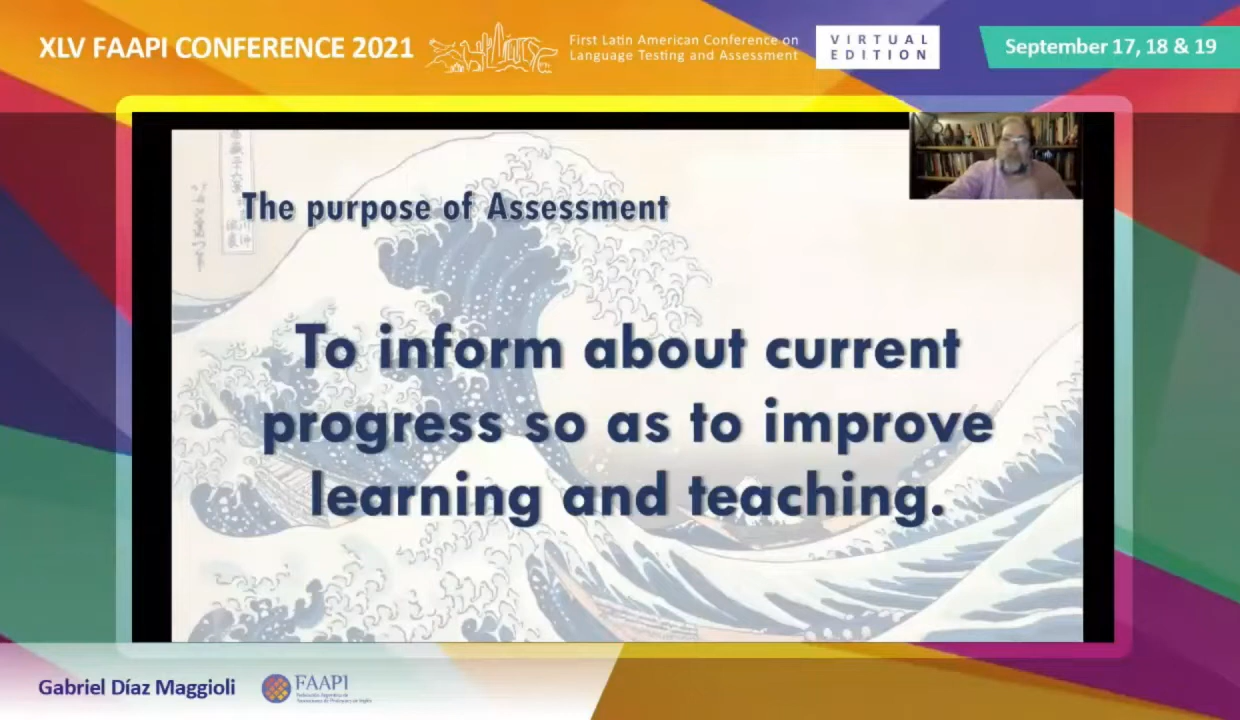 XLV FAAPI CONFERENCE 2021
First Latin American Conference on
Language Testing and Assessment
VIRTUAL
EDITION
September 17, 18 & 19
The purpose of Assessment
To inform about current
progress so as to improve
learning and teaching.
Gabriel Díaz Maggioli
FAAPI